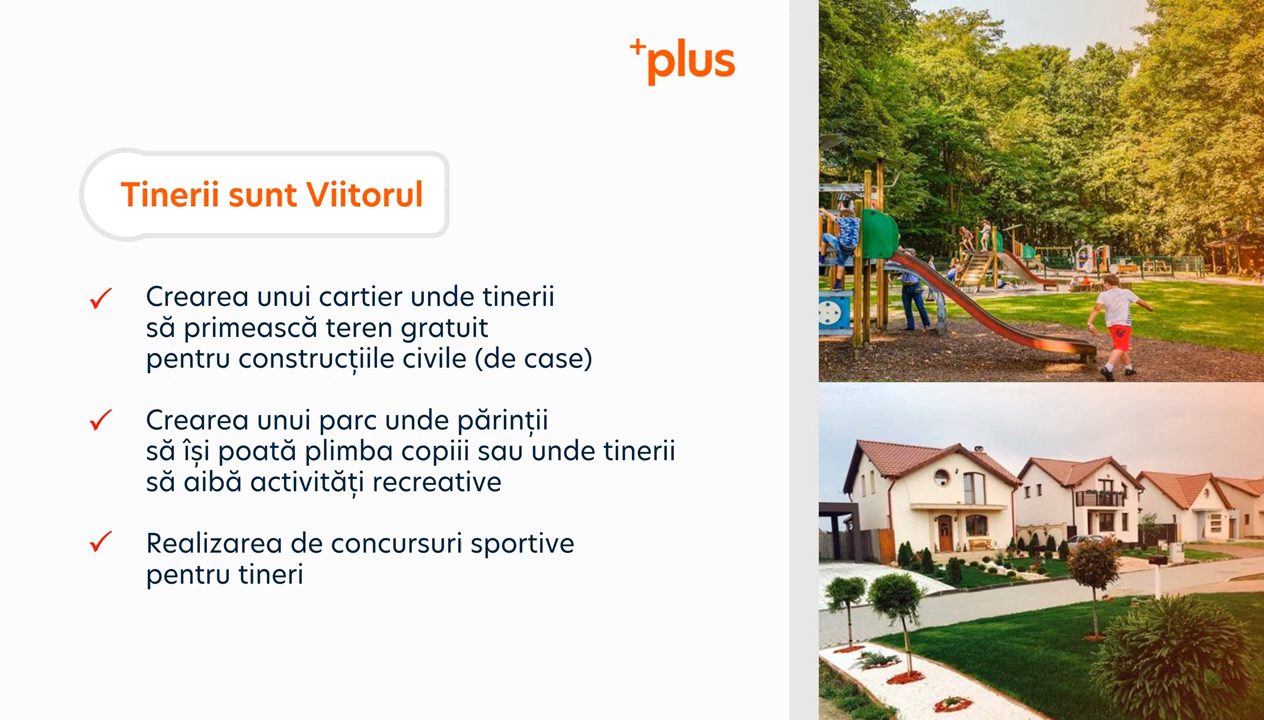 +plus
Tinerii sunt Viitorul
Crearea unui cartier unde tinerii
să primească teren gratuit
pentru construcțiile civile (de case)
Crearea unui parc unde părinții
să își poată plimba copiii sau unde tinerii
să aibă activități recreative
Realizarea de concursuri sportive
pentru tineri